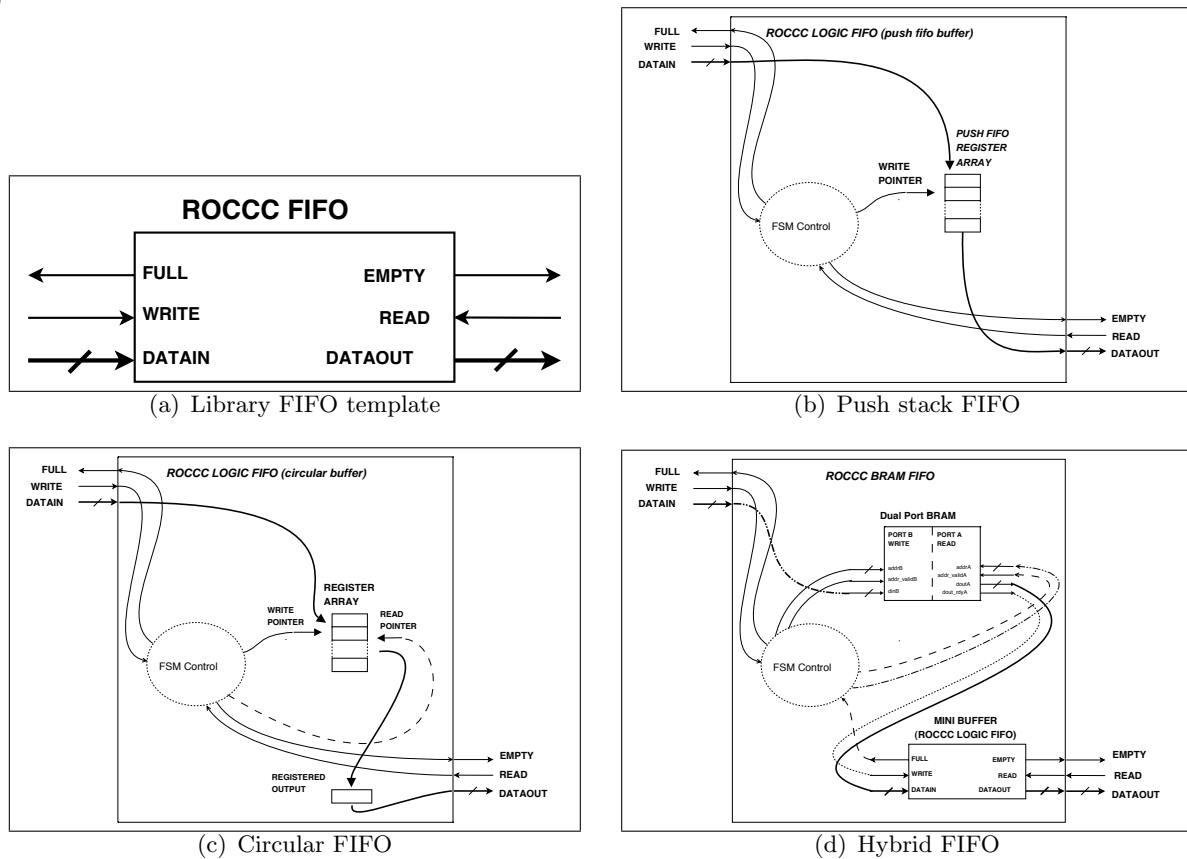 ROCCC FIFO
FULL
EMPTY
WRITE
READ
DATAIN
DATAOUT
(a) Library FIFO template
FULL
WRITE
DATAIN
ROCCC LOGIC FIFO (push fifo buffer)
PUSH FIFO
REGISTER
ARRAY
WRITE
POINTER
FSM Control
EMPTY
READ
DATAOUT
(b) Push stack FIFO
FULL
WRITE
DATAIN
ROCCC LOGIC FIFO (circular buffer)
REGISTER
ARRAY
WRITE
POINTER
READ
POINTER
FSM Control
REGISTERED
OUTPUT
EMPTY
READ
DATAOUT
(c) Circular FIFO
FULL
WRITE
DATAIN
ROCCC BRAM FIFO
Dual Port BRAM
PORT B
WRITE
PORT A
READ
addrB
addr_validB
dinB
addrA
addr_validA
doutA
dout_rdyA
FSM Control
MINI BUFFER
(ROCCC LOGIC FIFO)
FULL
EMPTY
WRITE
READ
DATAIN
DATAOUT
EMPTY
READ
DATAOUT
(d) Hybrid FIFO